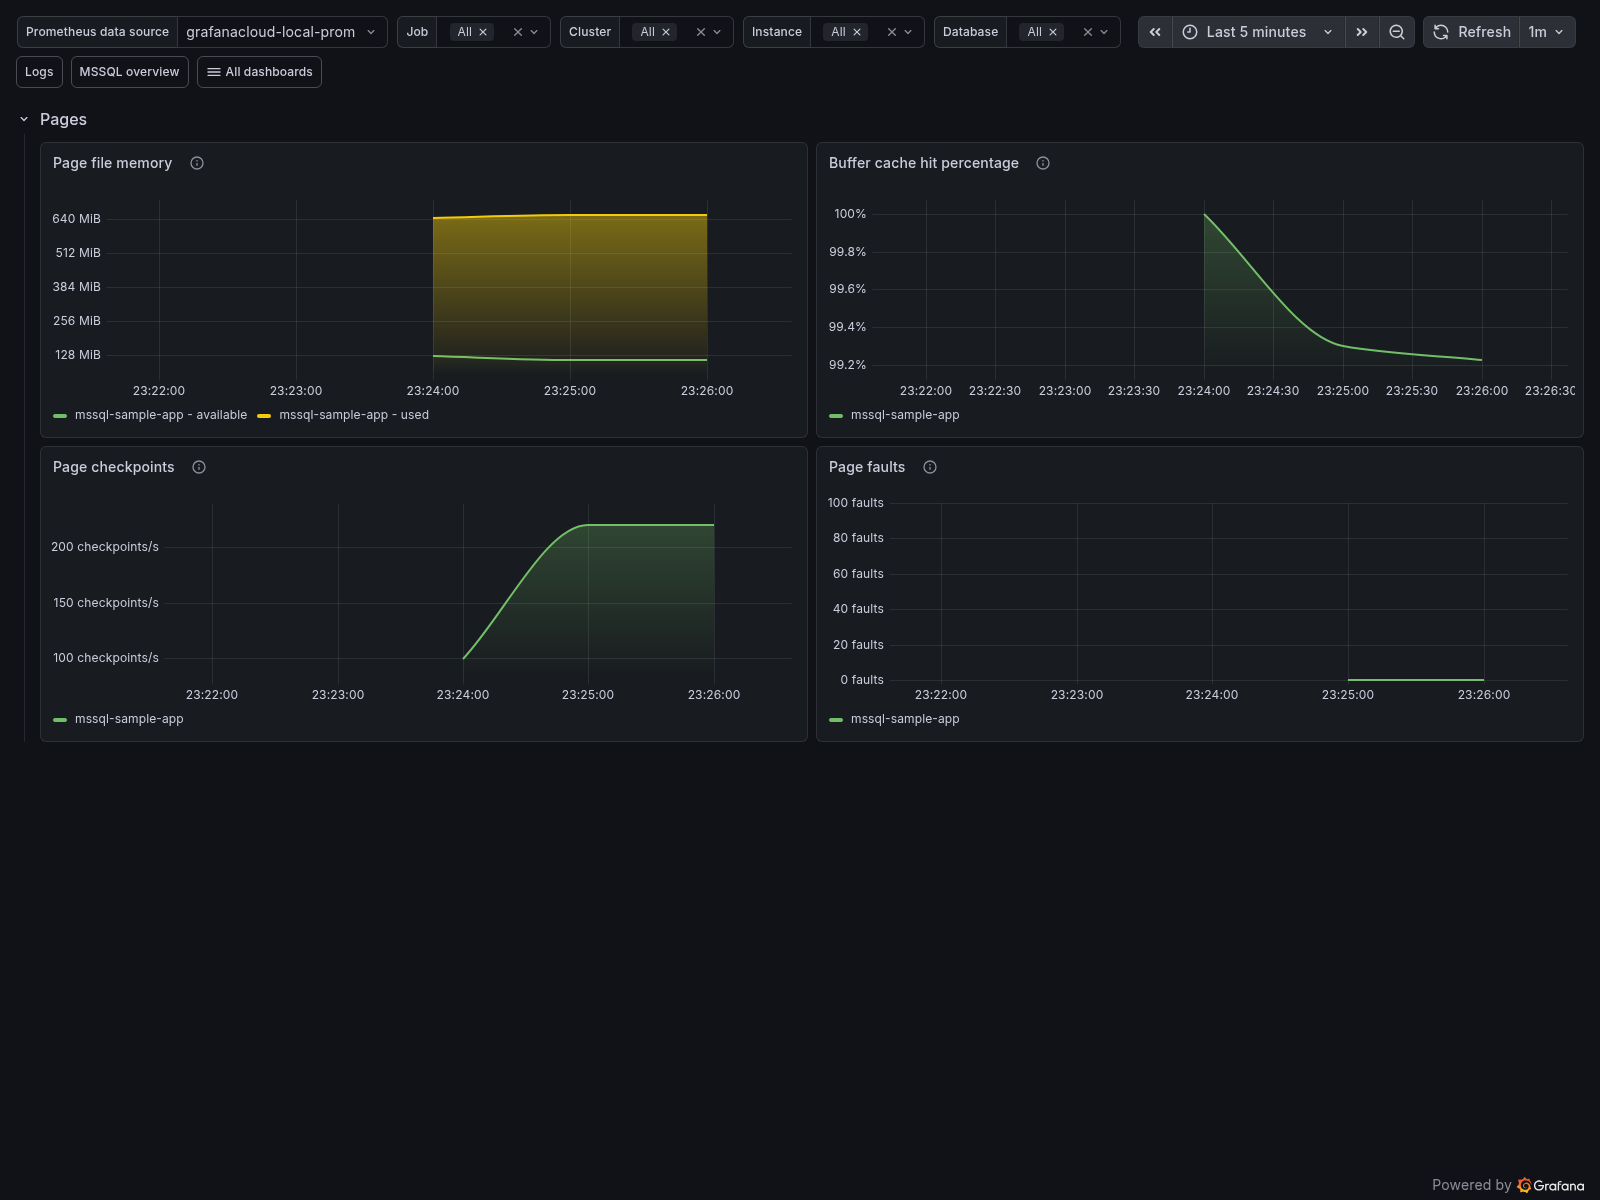 Prometheus data source grafanacloud-local-prom Job All Cluster All Instance All Database All Last 5 minutes Refresh 1m
Logs MSSQL overview All dashboards
Pages
Page file memory
640 MiB
512 MiB
384 MiB
256 MiB
128 MiB
23:22:00 23:23:00 23:24:00 23:25:00 23:26:00
mssql-sample-app - available mssql-sample-app - used
Buffer cache hit percentage
100%
99.8%
99.6%
99.4%
99.2%
23:22:00 23:22:30 23:23:00 23:23:30 23:24:00 23:24:30 23:25:00 23:25:30 23:26:00 23:26:30
mssql-sample-app
Page checkpoints
200 checkpoints/s
150 checkpoints/s
100 checkpoints/s
23:22:00 23:23:00 23:24:00 23:25:00 23:26:00
mssql-sample-app
Page faults
100 faults
80 faults
60 faults
40 faults
20 faults
0 faults
23:22:00 23:23:00 23:24:00 23:25:00 23:26:00
mssql-sample-app
Powered by Grafana